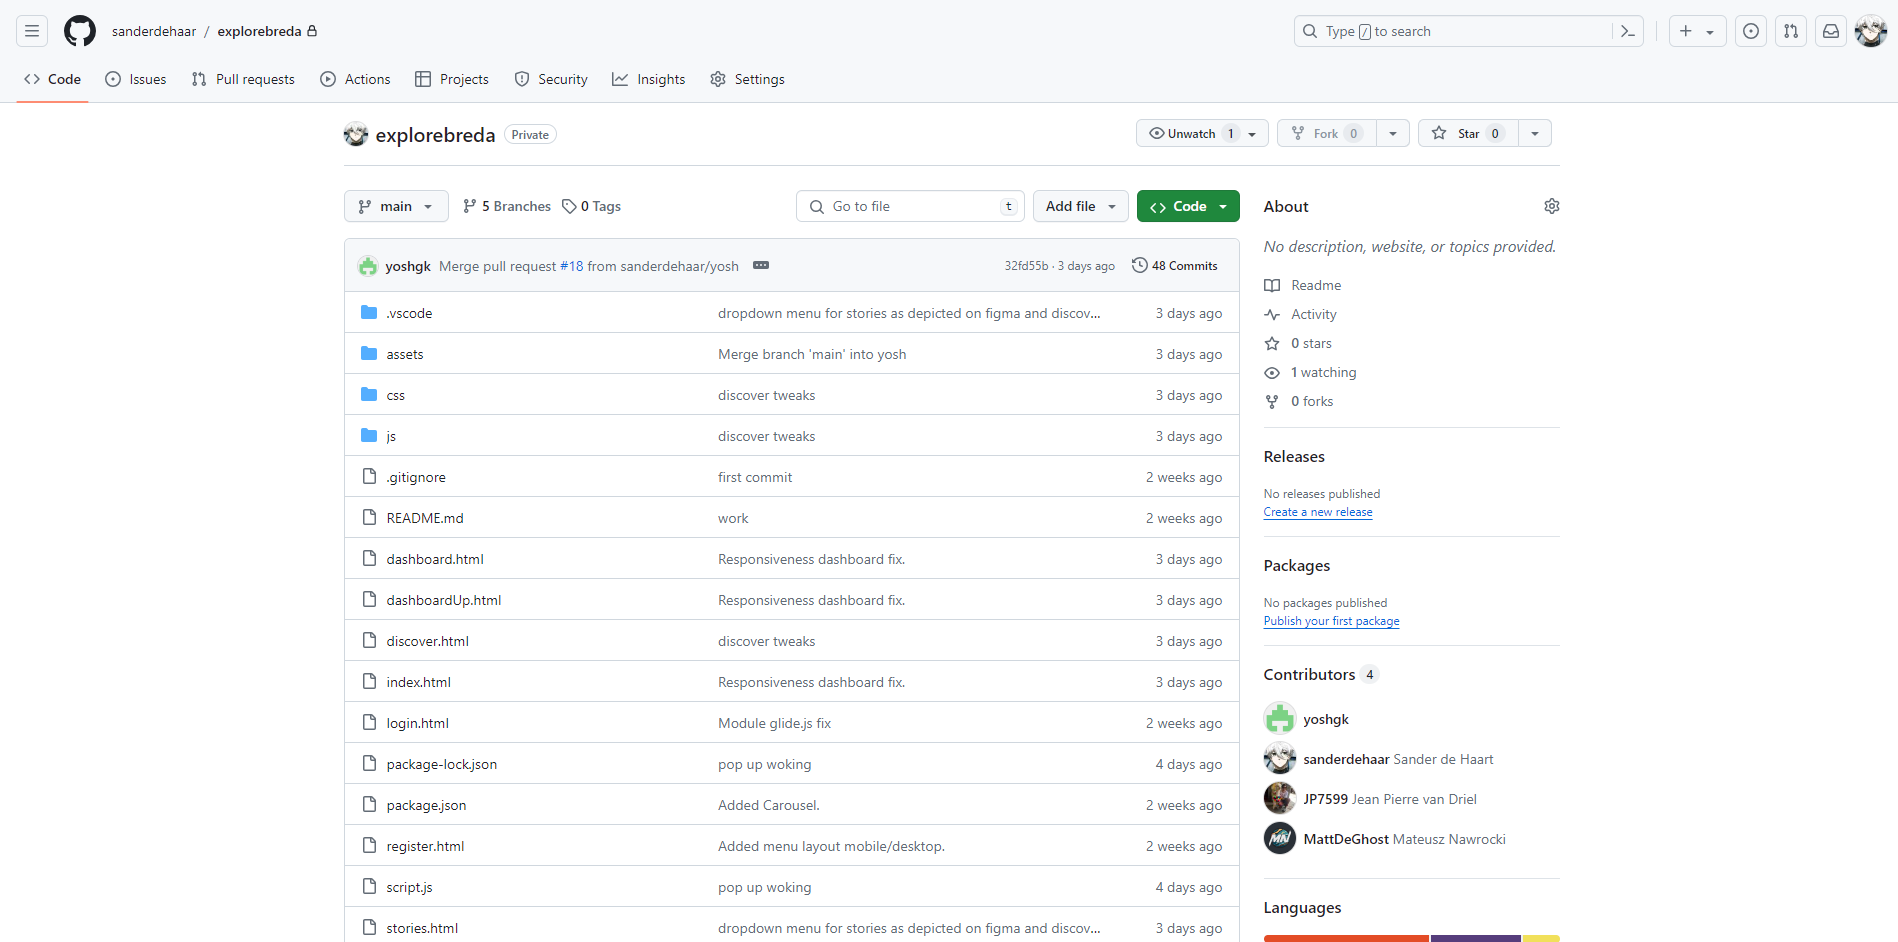 sanderdehaar / explorebreda
Type / to search
Code Issues Pull requests Actions Projects Security Insights Settings
explorebreda Private
Unwatch 1 Fork 0 Star 0
main 5 Branches 0 Tags Go to file t Add file Code
yoshgk Merge pull request #18 from sanderdehaar/yosh 32fd55b · 3 days ago 48 Commits
.vscode dropdown menu for stories as depicted on figma and discov... 3 days ago
assets Merge branch 'main' into yosh 3 days ago
css discover tweaks 3 days ago
js discover tweaks 3 days ago
.gitignore first commit 2 weeks ago
README.md work 2 weeks ago
dashboard.html Responsiveness dashboard fix. 3 days ago
dashboardUp.html Responsiveness dashboard fix. 3 days ago
discover.html discover tweaks 3 days ago
index.html Responsiveness dashboard fix. 3 days ago
login.html Module glide.js fix 2 weeks ago
package-lock.json pop up woking 4 days ago
package.json Added Carousel. 2 weeks ago
register.html Added menu layout mobile/desktop. 2 weeks ago
script.js pop up woking 4 days ago
stories.html dropdown menu for stories as depicted on figma and discov... 3 days ago
About
No description, website, or topics provided.
Readme
Activity
0 stars
1 watching
0 forks
Releases
No releases published
Create a new release
Packages
No packages published
Publish your first package
Contributors 4
yoshgk
sanderdehaar Sander de Haart
JP7599 Jean Pierre van Driel
MattDeGhost Mateusz Nawrocki
Languages